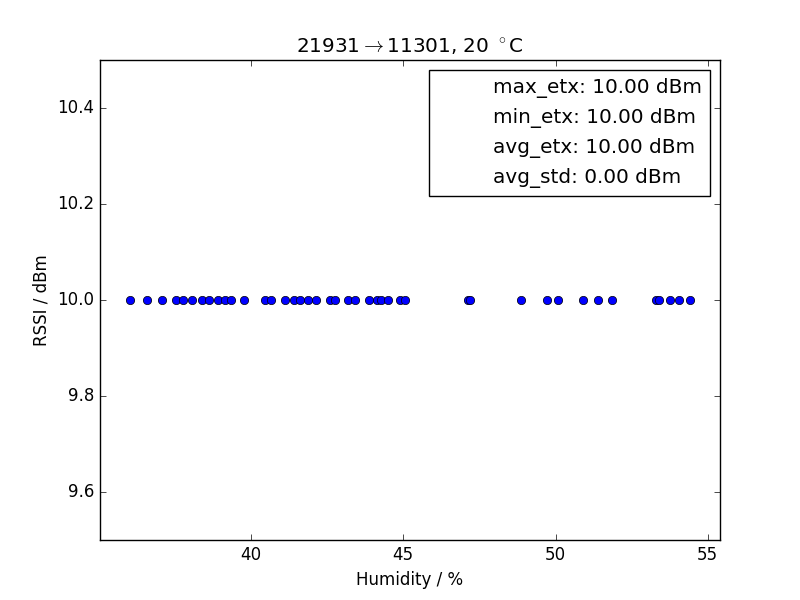 21931→11301, 20 °C
max_etx: 10.00 dBm
min_etx: 10.00 dBm
avg_etx: 10.00 dBm
avg_std: 0.00 dBm
RSSI / dBm
10.4
10.2
10.0
9.8
9.6
40 45 50 55
Humidity / %